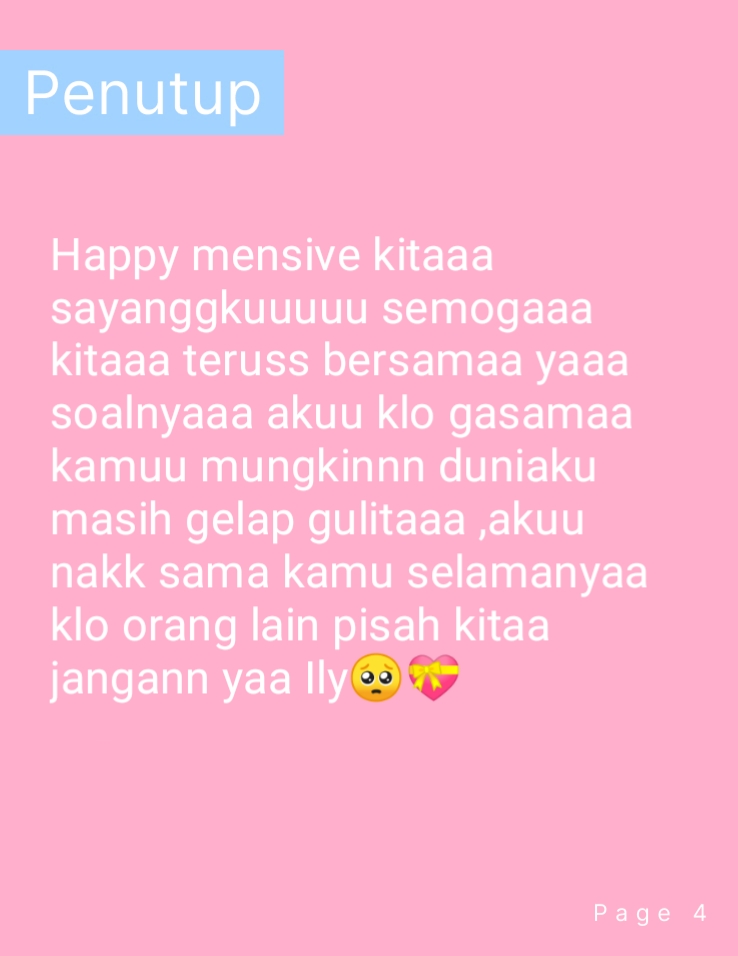 Penutup
Happy mensive kitaaa
sayanggkuuuuu semogaaa
kitaaa teruss bersamaa yaaa
soalnyaaa akuu klo gasamaa
kamuu mungkinnn duniaku
masih gelap gulitaaa ,akuu
nakk sama kamu selamanyaa
klo orang lain pisah kitaa
jangann yaa Ily🥺💝
Page 4